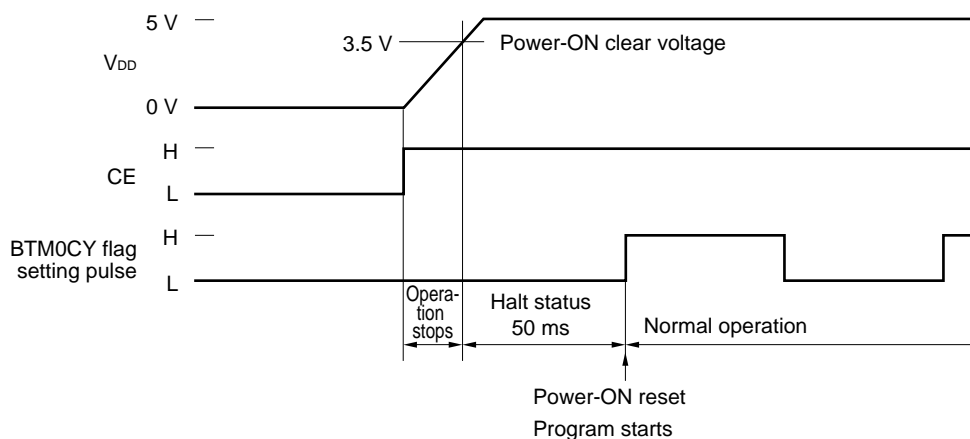 5 V
3.5 V
Power-ON clear voltage
VDD
0 V
H
CE
L
H
BTM0CY flag
setting pulse
L
Opera-
tion
stops
Halt status
50 ms
Normal operation
Power-ON reset
Program starts